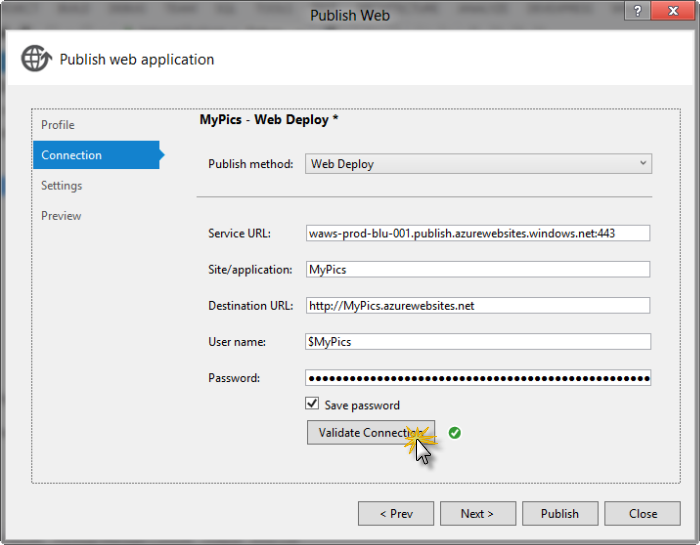 Publish Web
?
X
Publish web application
Profile
Connection
Settings
Preview
MyPics - Web Deploy *
Publish method: Web Deploy
Service URL: waws-prod-blu-001.publish.azurewebsites.windows.net:443
Site/application: MyPics
Destination URL: http://MyPics.azurewebsites.net
User name: $MyPics
Password: ••••••••••••••••••••••••••••••••••••••••••••••••••
Save password
Validate Connection
< Prev
Next >
Publish
Close